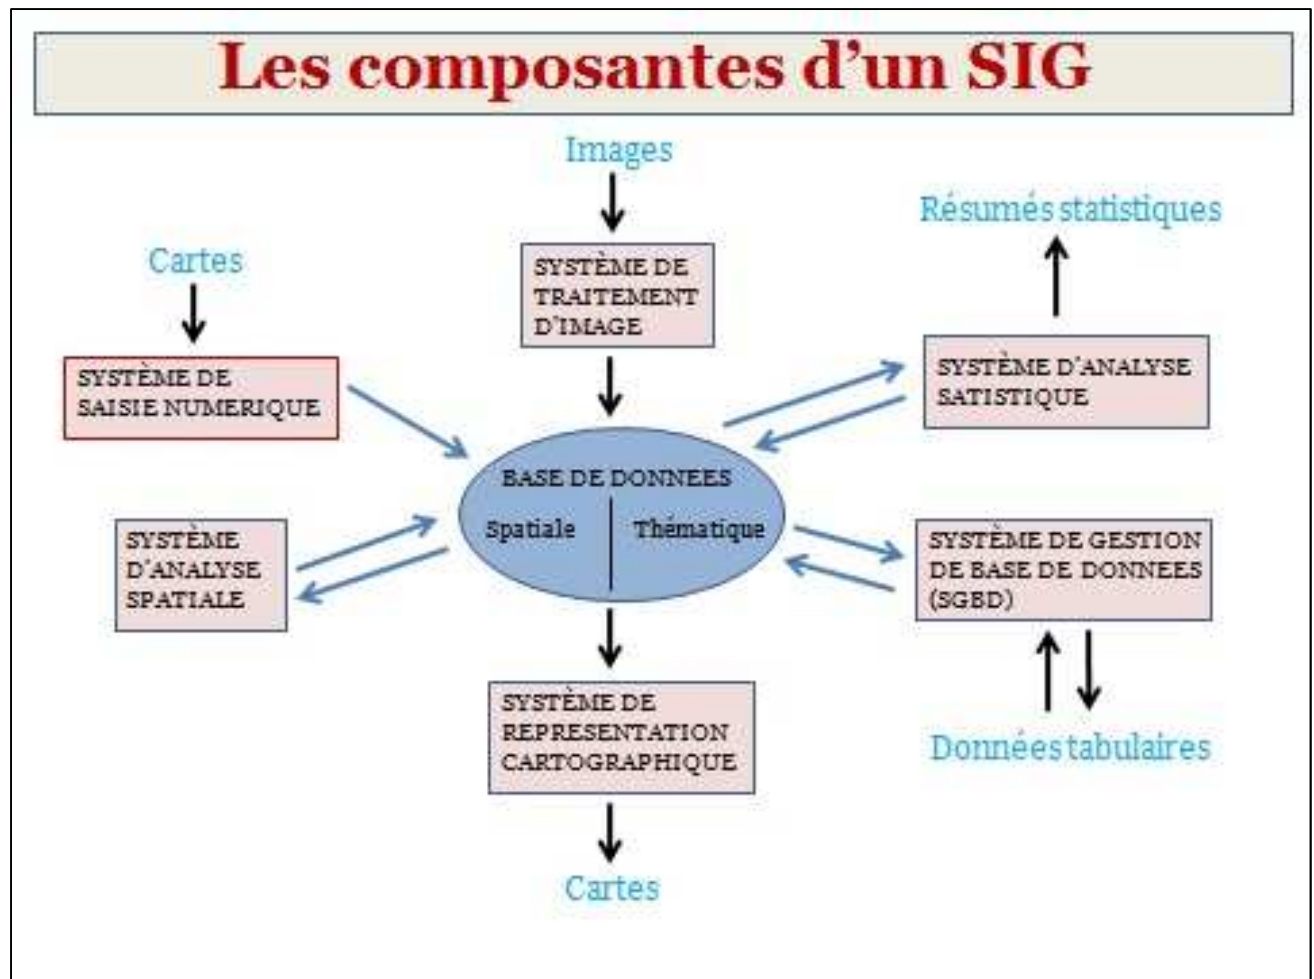 Les composantes d'un SIG
Images
Résumés statistiques
Cartes
SYSTÈME DE
TRAITEMENT
D'IMAGE
SYSTÈME DE
SAISIE NUMERIQUE
SYSTÈME D'ANALYSE
SATISTIQUE
BASE DE DONNEES
Spatiale
Thématique
SYSTÈME
D'ANALYSE
SPATIALE
SYSTÈME DE GESTION
DE BASE DE DONNEES
(SGBD)
SYSTÈME DE
REPRESENTATION
CARTOGRAPHIQUE
Données tabulaires
Cartes